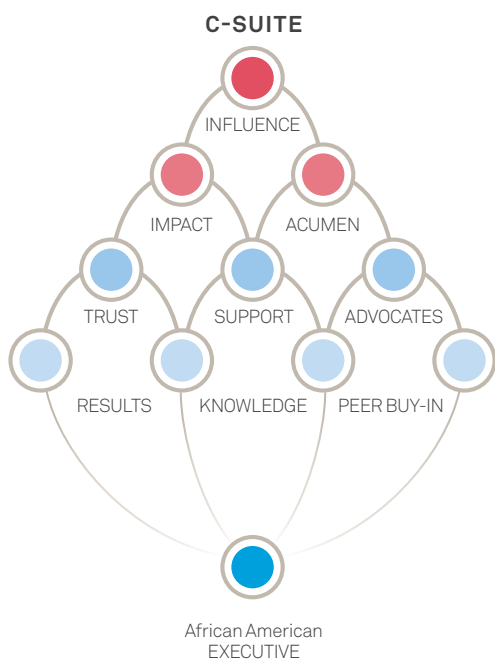 C-SUITE
INFLUENCE
IMPACT
ACUMEN
TRUST
SUPPORT
ADVOCATES
RESULTS
KNOWLEDGE
PEER BUY-IN
African American
EXECUTIVE